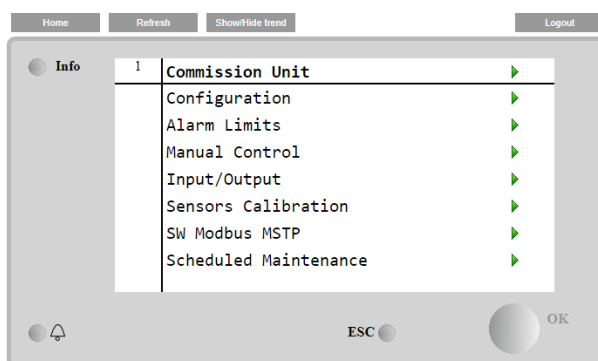 Home Refresh Show/Hide trend Logout
Info 1 Commission Unit
Configuration
Alarm Limits
Manual Control
Input/Output
Sensors Calibration
SW Modbus MSTP
Scheduled Maintenance
ESC OK